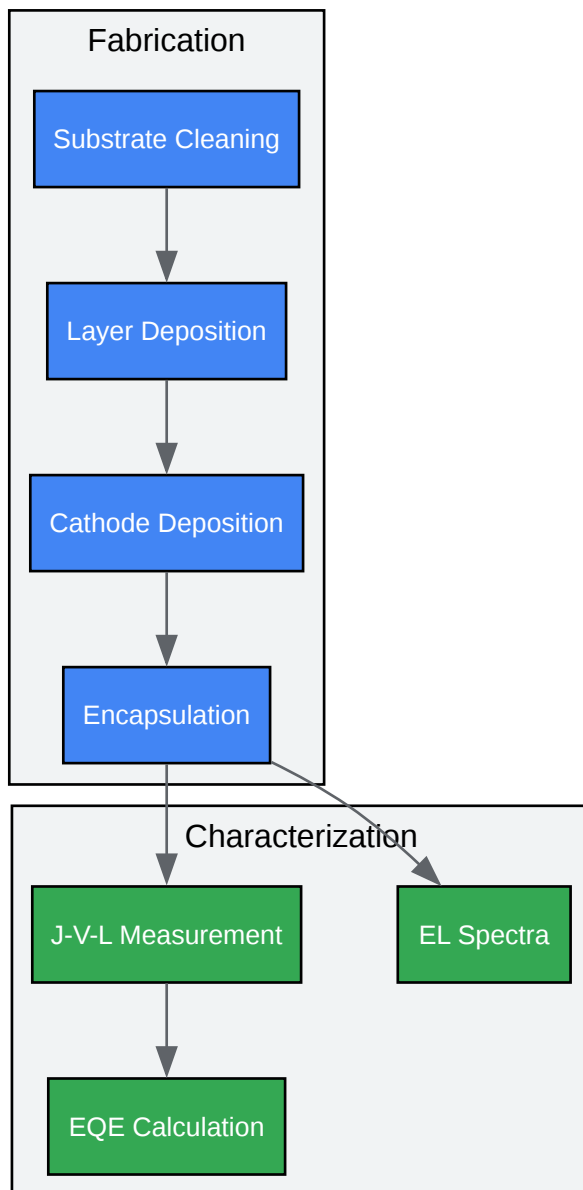 Fabrication
Substrate Cleaning
Layer Deposition
Cathode Deposition
Encapsulation
Characterization
J-V-L Measurement
EL Spectra
EQE Calculation